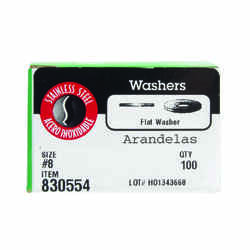 STAINLESS STEEL
ACERO INOXIDABLE
Washers
Flat Washer
Arandelas
SIZE
#8
ITEM
830554
QTY
100
LOT# HO1343668